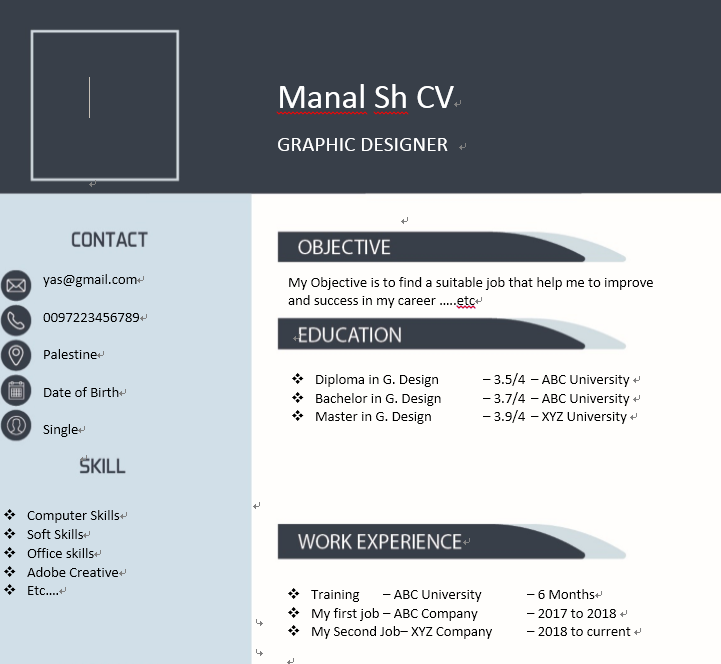 Manal Sh CV
GRAPHIC DESIGNER
CONTACT
yas@gmail.com
0097223456789
Palestine
Date of Birth
Single
SKILL
❖ Computer Skills
❖ Soft Skills
❖ Office skills
❖ Adobe Creative
❖ Etc....
OBJECTIVE
My Objective is to find a suitable job that help me to improve
and success in my career .....etc
EDUCATION
❖ Diploma in G. Design – 3.5/4 – ABC University
❖ Bachelor in G. Design – 3.7/4 – ABC University
❖ Master in G. Design – 3.9/4 – XYZ University
WORK EXPERIENCE
❖ Training – ABC University – 6 Months
❖ My first job – ABC Company – 2017 to 2018
❖ My Second Job– XYZ Company – 2018 to current